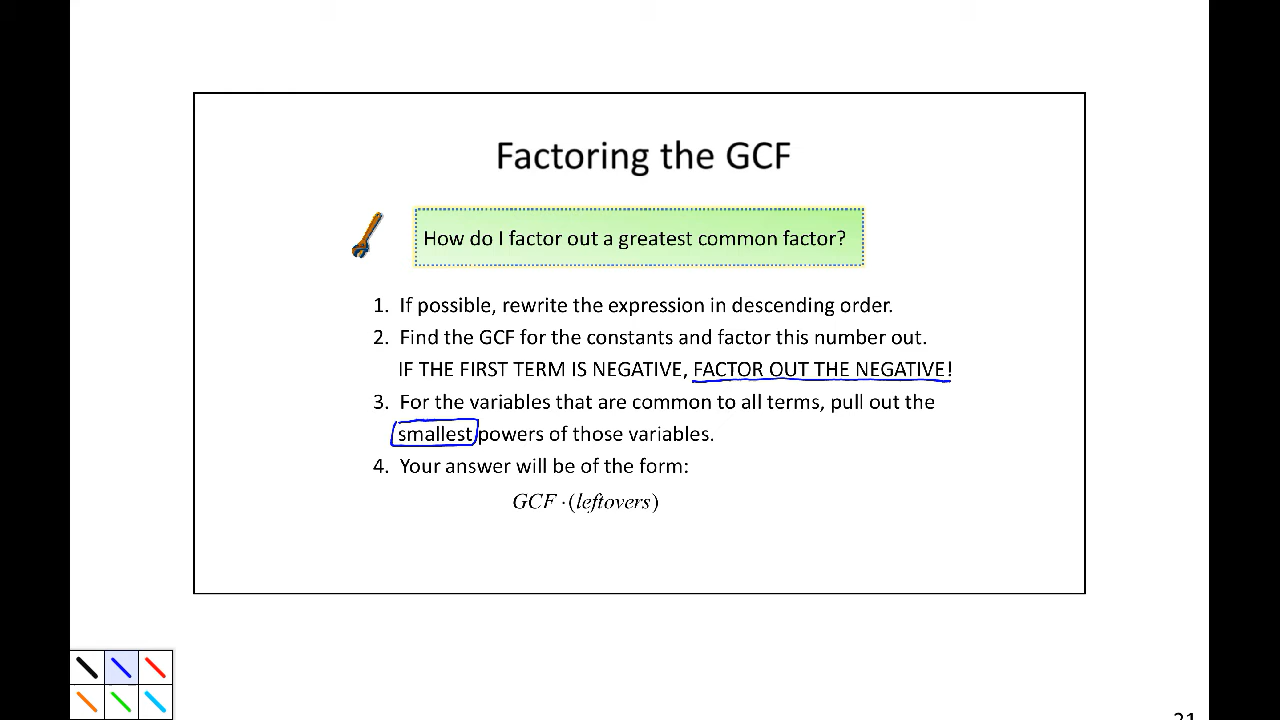 Factoring the GCF
How do I factor out a greatest common factor?
1. If possible, rewrite the expression in descending order.
2. Find the GCF for the constants and factor this number out.
IF THE FIRST TERM IS NEGATIVE, FACTOR OUT THE NEGATIVE!
3. For the variables that are common to all terms, pull out the
smallest powers of those variables.
4. Your answer will be of the form:
GCF · (leftovers)